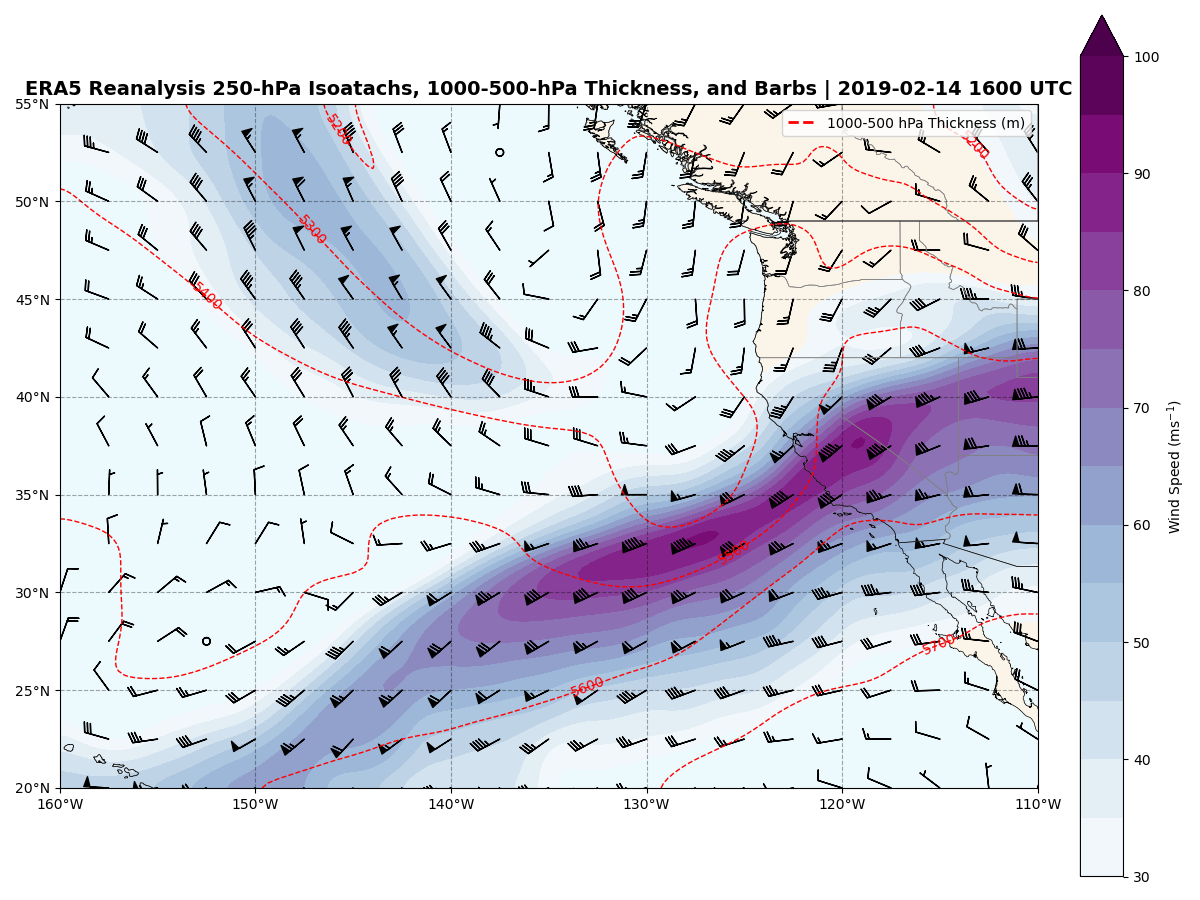 ERA5 Reanalysis 250-hPa Isoatachs, 1000-500-hPa Thickness, and Barbs | 2019-02-14 1600 UTC
1000-500 hPa Thickness (m)
55°N
50°N
45°N
40°N
35°N
30°N
25°N
20°N
160°W
150°W
140°W
130°W
120°W
110°W
5200
5200
5300
5400
5500
5600
5700
100
90
80
70
60
50
40
30
Wind Speed (ms⁻¹)